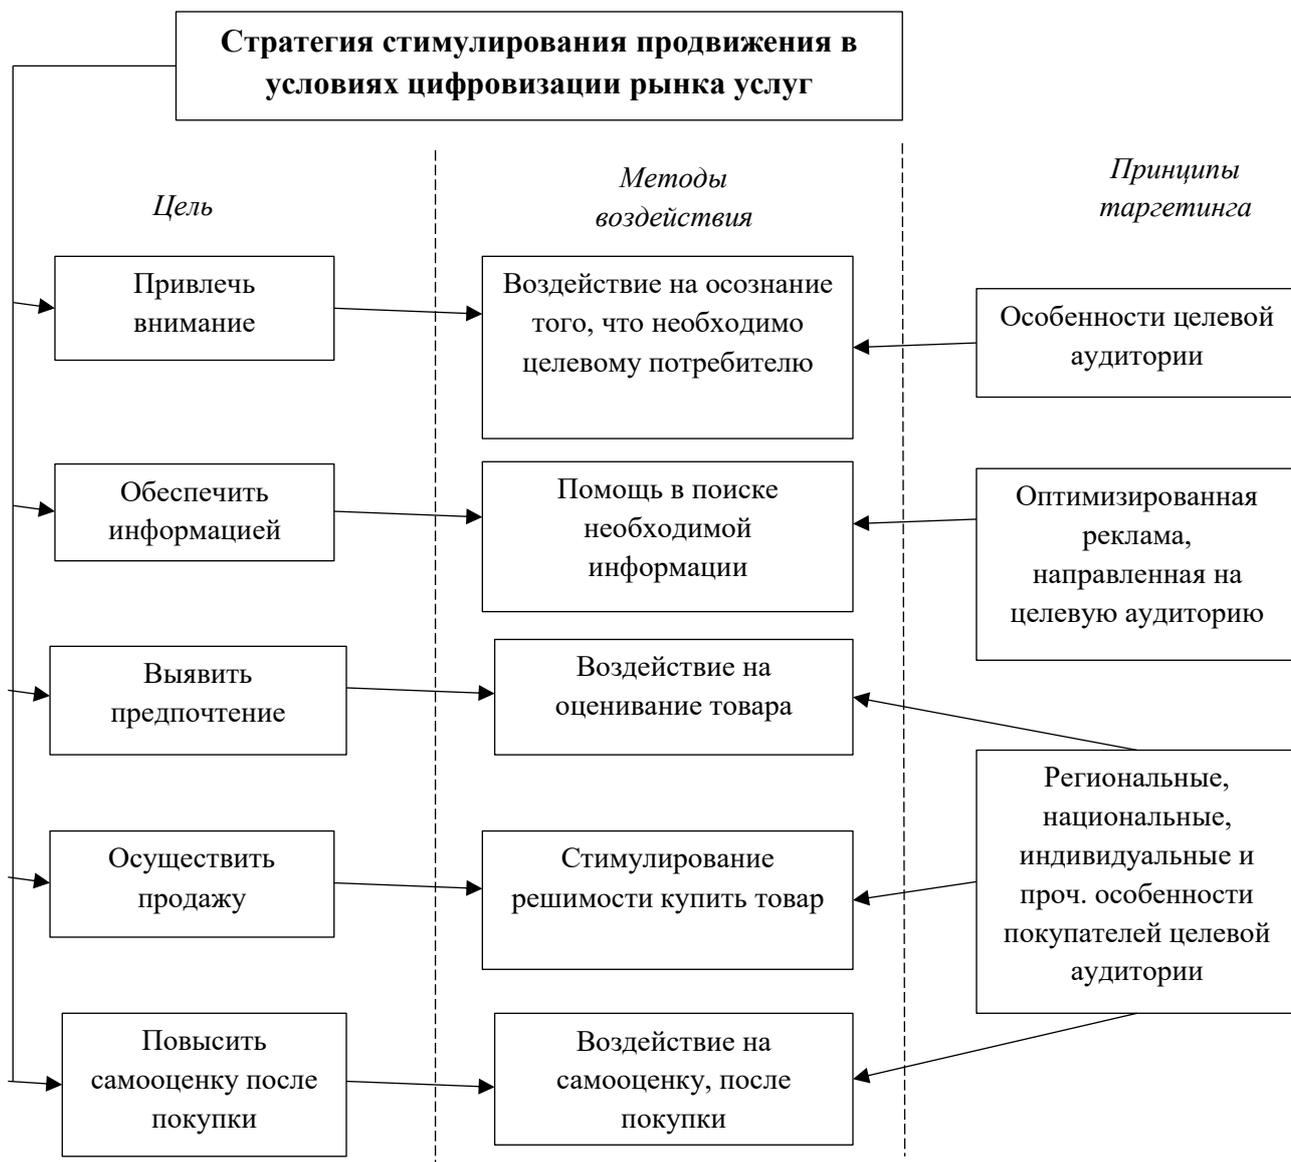 Стратегия стимулирования продвижения в
условиях цифровизации рынка услуг
Цель
Методы
воздействия
Принципы
таргетинга
Привлечь
внимание
Воздействие на осознание
того, что необходимо
целевому потребителю
Особенности целевой
аудитории
Обеспечить
информацией
Помощь в поиске
необходимой
информации
Оптимизированная
реклама,
направленная на
целевую аудиторию
Выявить
предпочтение
Воздействие на
оценивание товара
Региональные,
национальные,
индивидуальные и
проч. особенности
покупателей целевой
аудитории
Осуществить
продажу
Стимулирование
решимости купить товар
Повысить
самооценку после
покупки
Воздействие на
самооценку, после
покупки